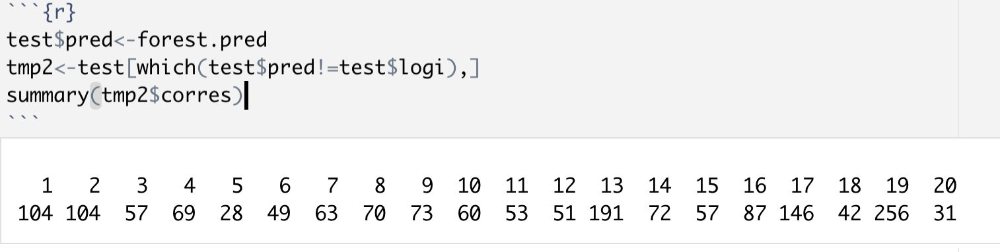 ```{r}
test$pred<-forest.pred
tmp2<-test[which(test$pred!=test$logi),]
summary(tmp2$corres)
```
1 2 3 4 5 6 7 8 9 10 11 12 13 14 15 16 17 18 19 20
104 104 57 69 28 49 63 70 73 60 53 51 191 72 57 87 146 42 256 31